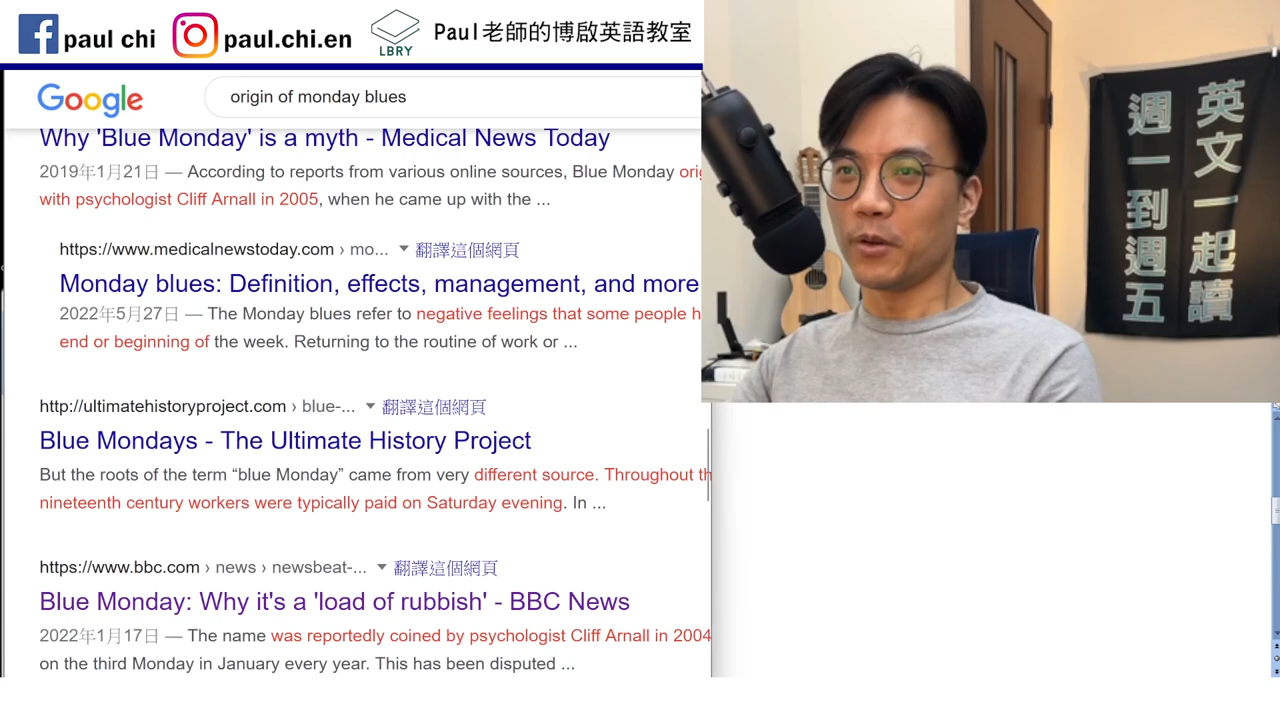 paul chi
paul.chi.en
LBRY
Paul老師的博啟英語教室
Google
origin of monday blues
Why 'Blue Monday' is a myth - Medical News Today
2019年1月21日 — According to reports from various online sources, Blue Monday
with psychologist Cliff Arnall in 2005, when he came up with the ...
https://www.medicalnewstoday.com › mo... 翻譯這個網頁
Monday blues: Definition, effects, management, and more
2022年5月27日 — The Monday blues refer to negative feelings that some people
end or beginning of the week. Returning to the routine of work or ...
http://ultimatehistoryproject.com › blue-... 翻譯這個網頁
Blue Mondays - The Ultimate History Project
But the roots of the term “blue Monday” came from very different source. Throughout
nineteenth century workers were typically paid on Saturday evening. In ...
https://www.bbc.com › news › newsbeat-... 翻譯這個網頁
Blue Monday: Why it's a 'load of rubbish' - BBC News
2022年1月17日 — The name was reportedly coined by psychologist Cliff Arnall in 2004
on the third Monday in January every year. This has been disputed ...
英文一起讀
週一到週五